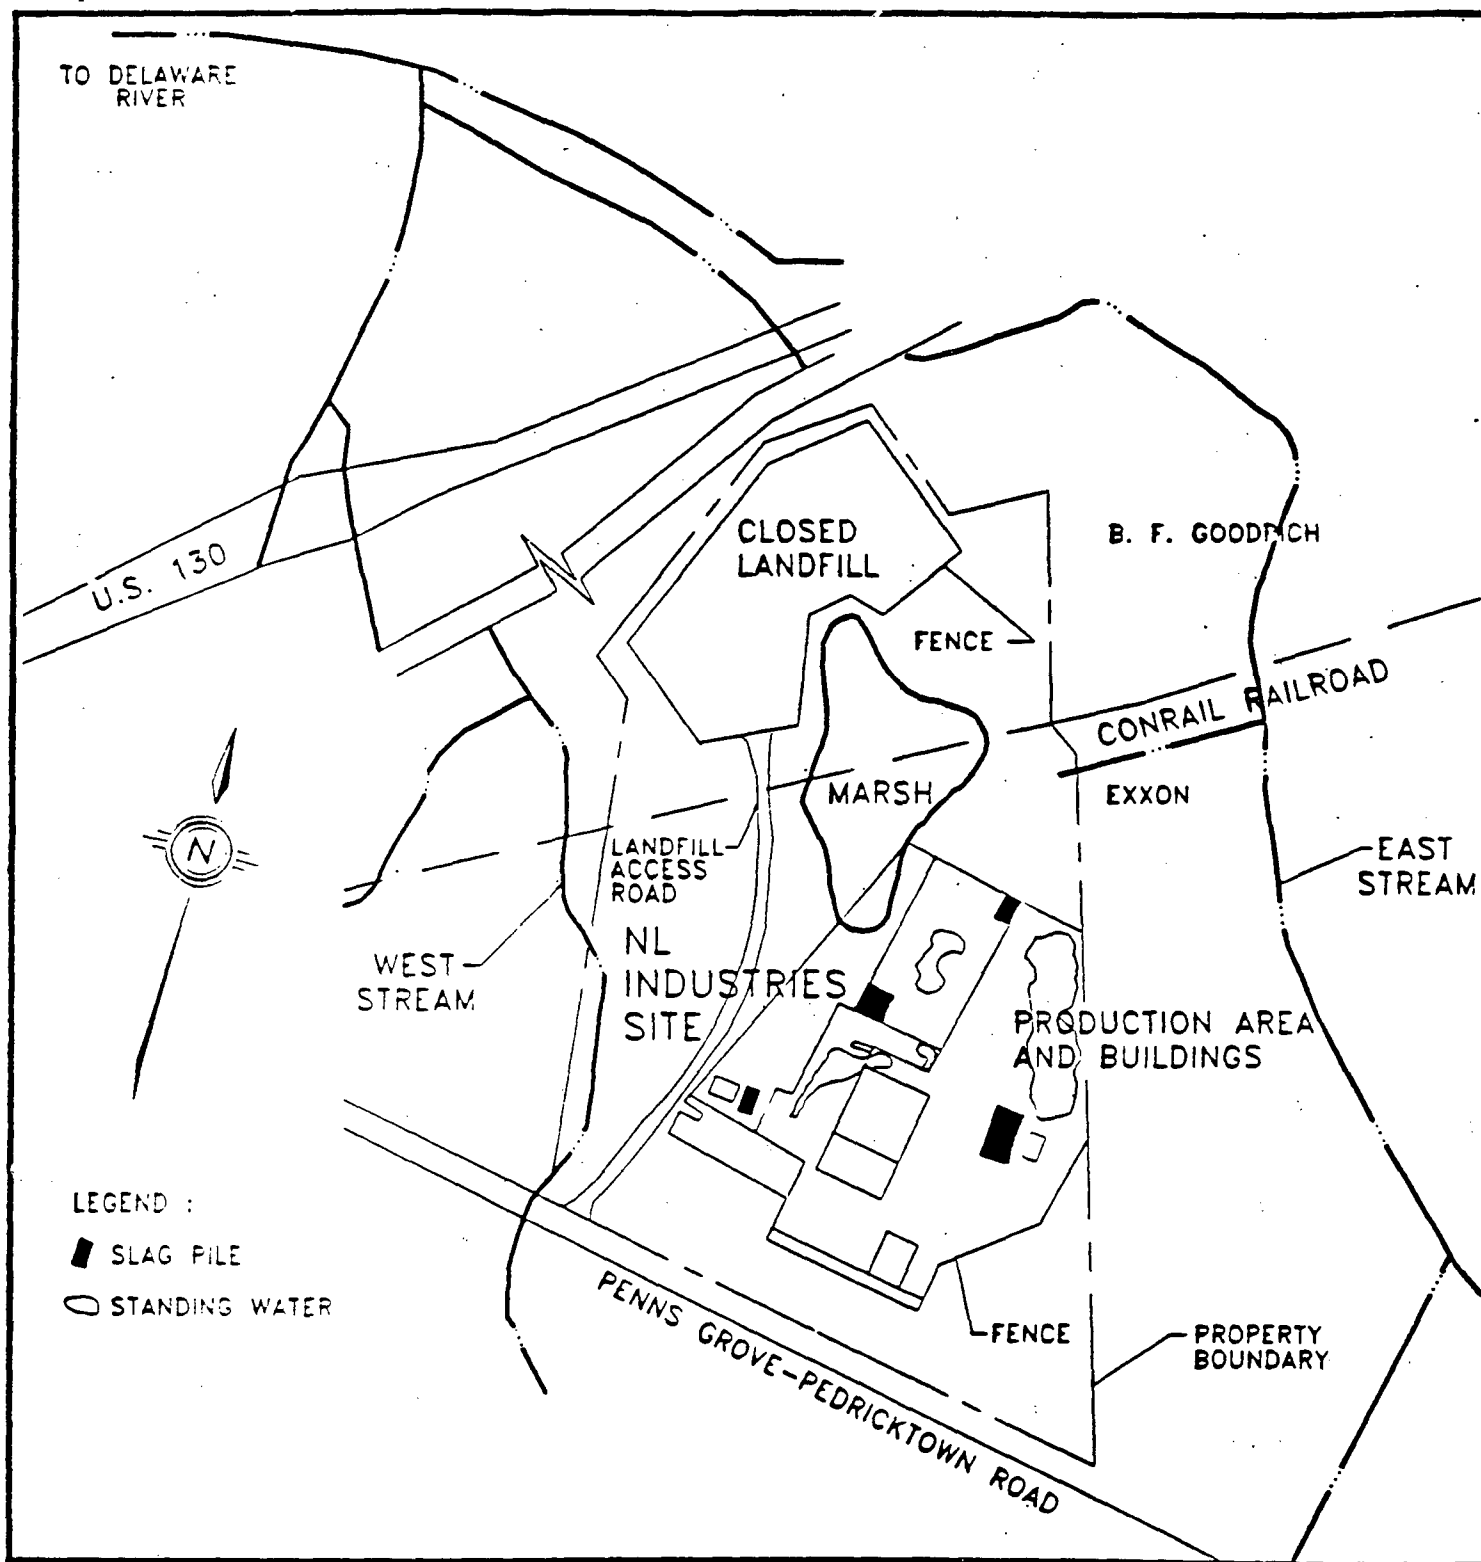 TO DELAWARE
RIVER
U.S. 130
CLOSED
LANDFILL
B. F. GOODRICH
FENCE
CONRAIL RAILROAD
MARSH
EXXON
LANDFILL
ACCESS
ROAD
EAST
STREAM
N
WEST
STREAM
NL
INDUSTRIES
SITE
PRODUCTION AREA
AND BUILDINGS
LEGEND :
SLAG PILE
STANDING WATER
PENNS GROVE-PEDRICKTOWN ROAD
FENCE
PROPERTY
BOUNDARY